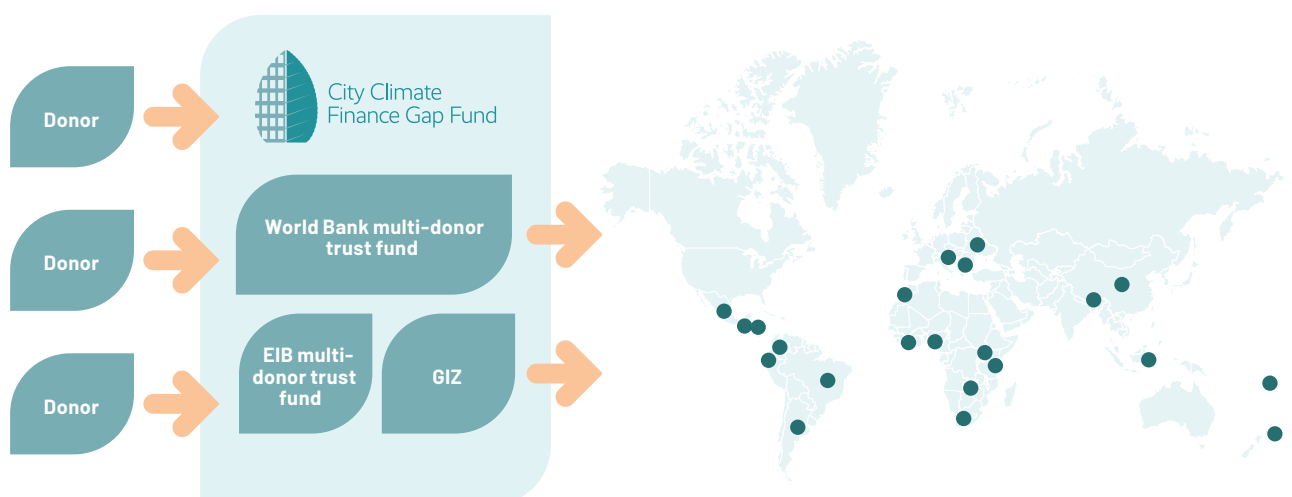 Donor
City Climate
Finance Gap Fund
Donor
World Bank multi-donor
trust fund
Donor
EIB multi-
donor trust
fund
GIZ